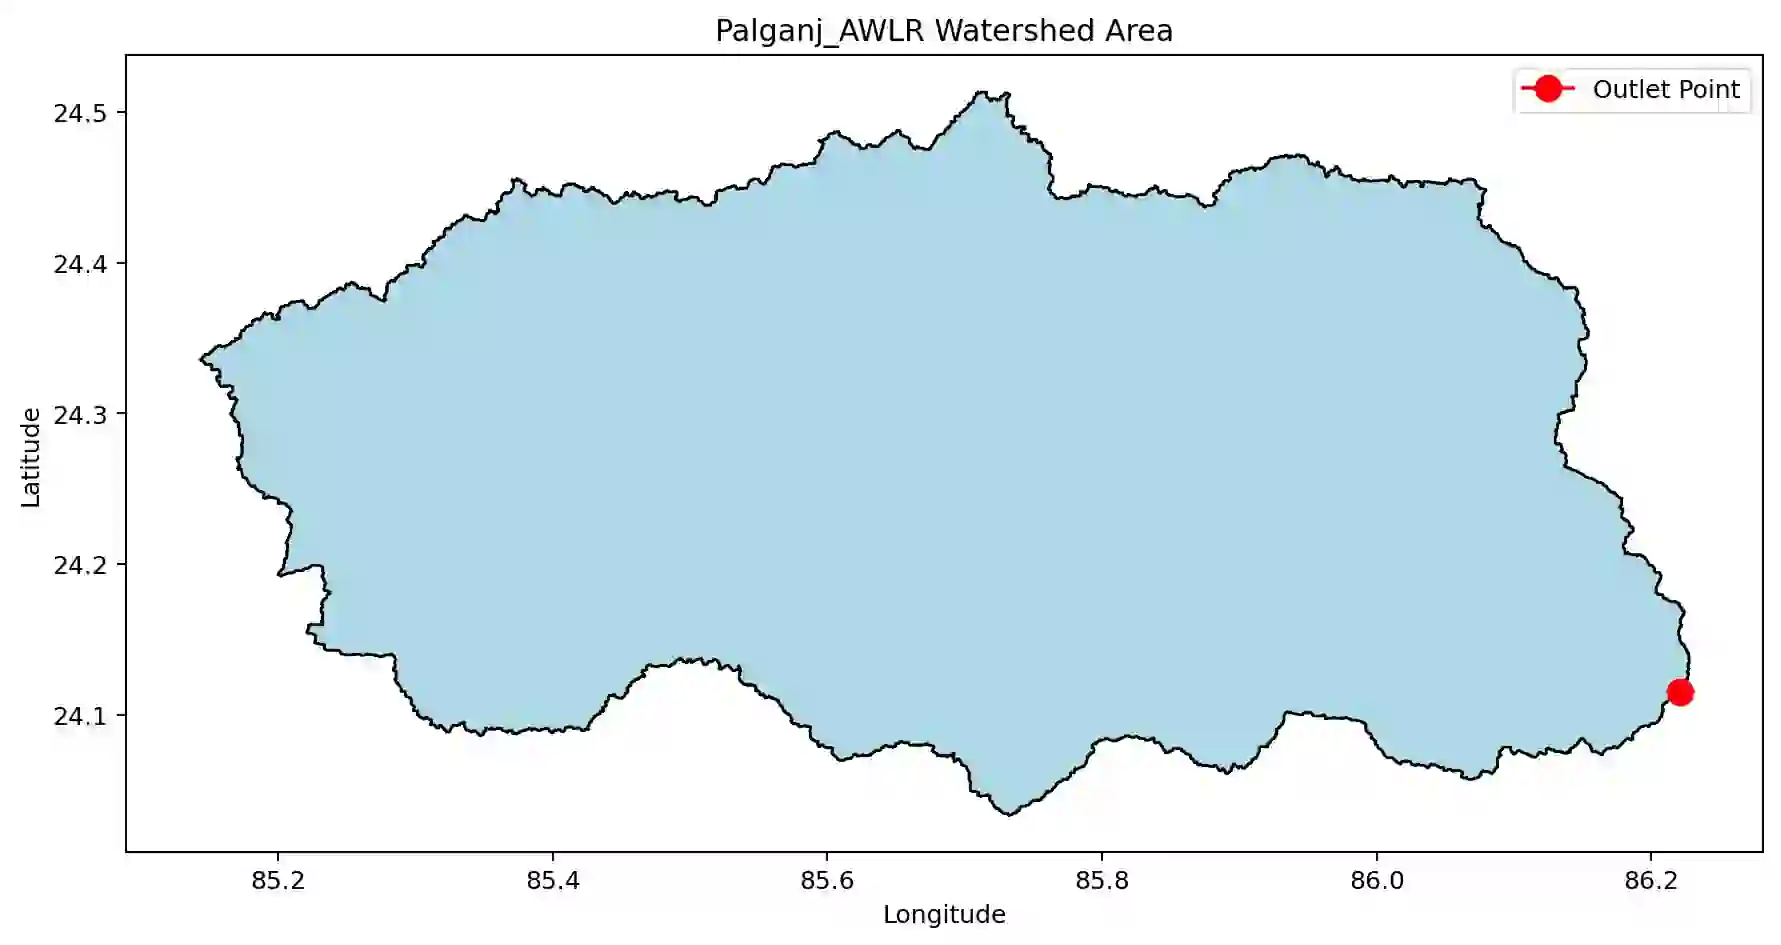 Palganj_AWLR Watershed Area
Outlet Point
24.5
24.4
24.3
24.2
24.1
Latitude
85.2 85.4 85.6 85.8 86.0 86.2
Longitude